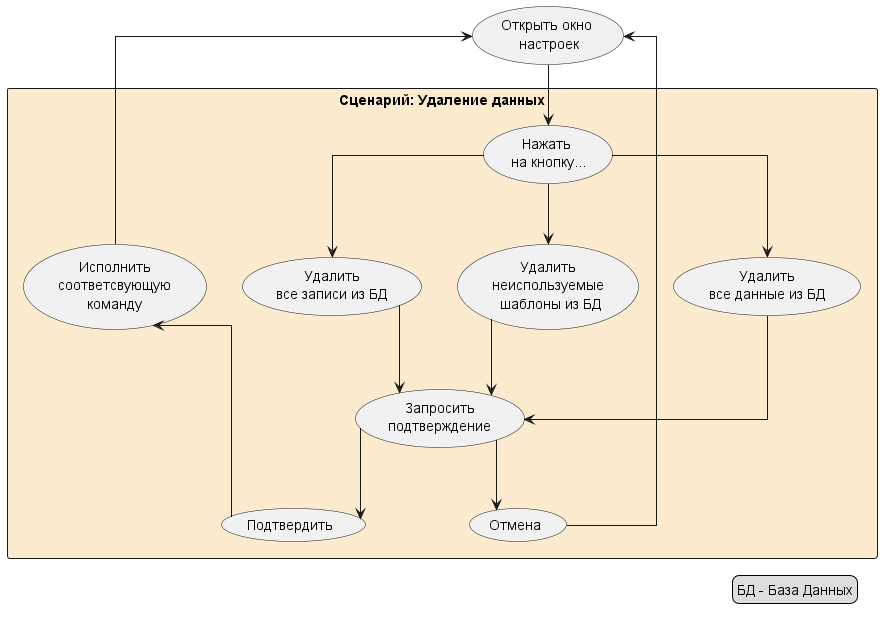 Открыть окно
настроек
Сценарий: Удаление данных
Нажать
на кнопку...
Исполнить
соответсвующую
команду
Удалить
все записи из БД
Удалить
неиспользуемые
шаблоны из БД
Удалить
все данные из БД
Запросить
подтверждение
Подтвердить
Отмена
БД - База Данных